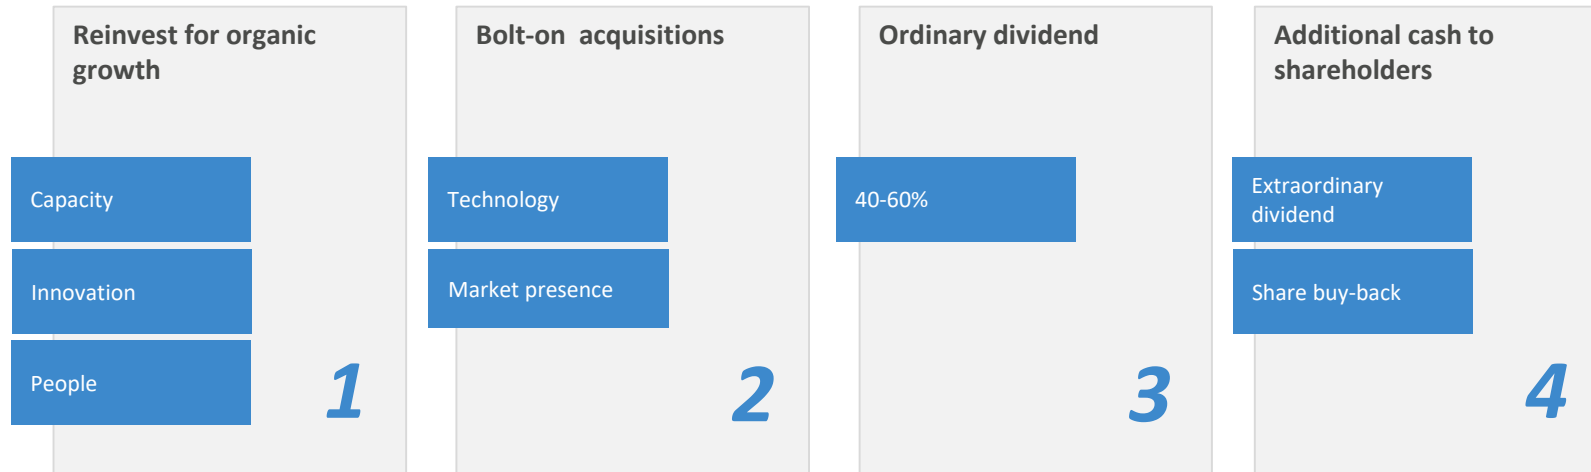 Reinvest for organic
growth
Capacity
Innovation
People
1
Bolt-on acquisitions
Technology
Market presence
2
Ordinary dividend
40-60%
3
Additional cash to
shareholders
Extraordinary
dividend
Share buy-back
4